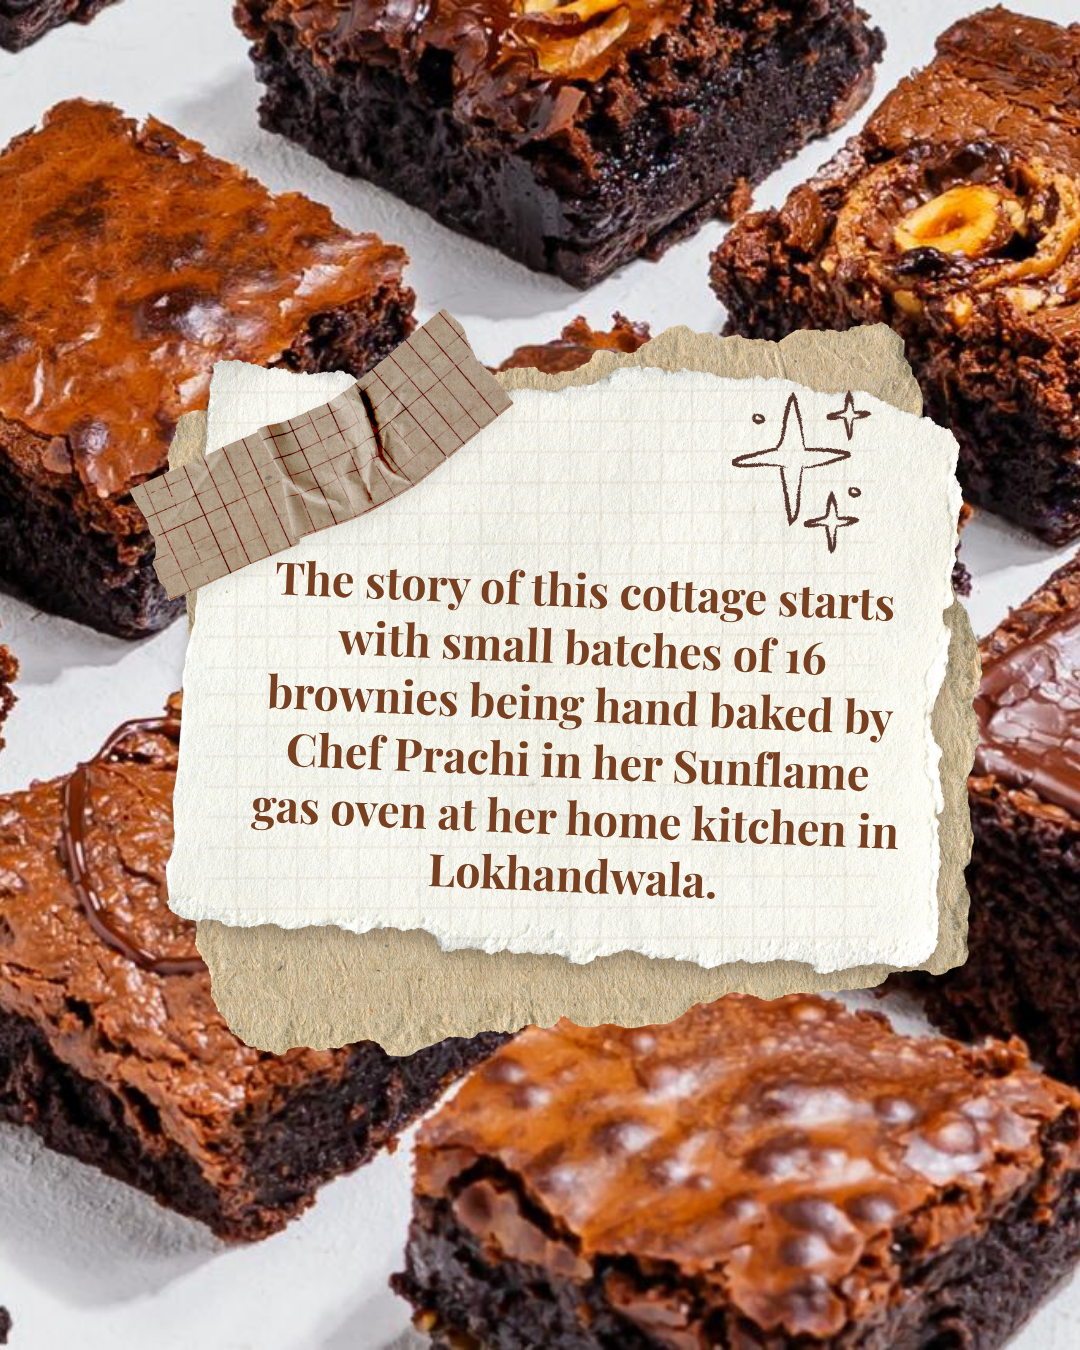 The story of this cottage starts
with small batches of 16
brownies being hand baked by
Chef Prachi in her Sunflame
gas oven at her home kitchen in
Lokhandwala.